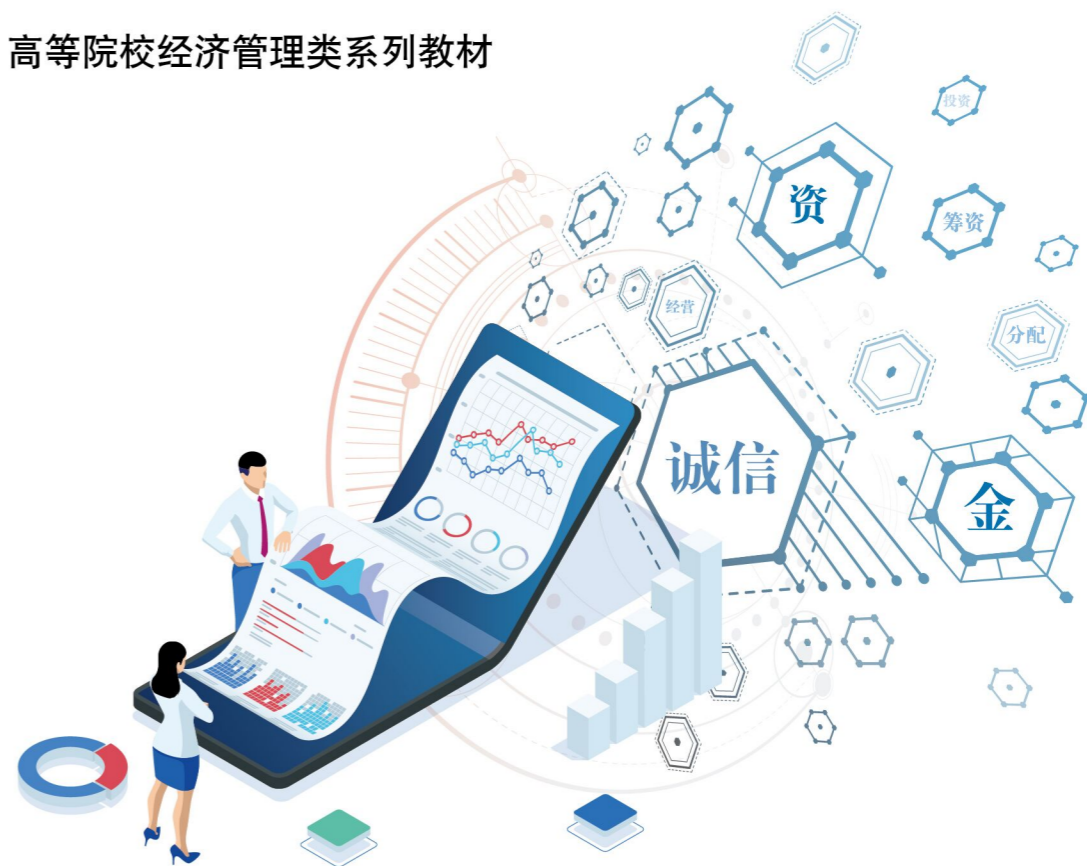 高等院校经济管理类系列教材
投资
资
筹资
经营
分配
诚信
金